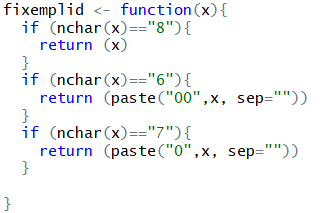 fixemplid <- function(x){
  if (nchar(x)=="8"){
    return (x)
  }
  if (nchar(x)=="6"){
    return (paste("00",x, sep=""))
  }
  if (nchar(x)=="7"){
    return (paste("0",x, sep=""))
  }

}